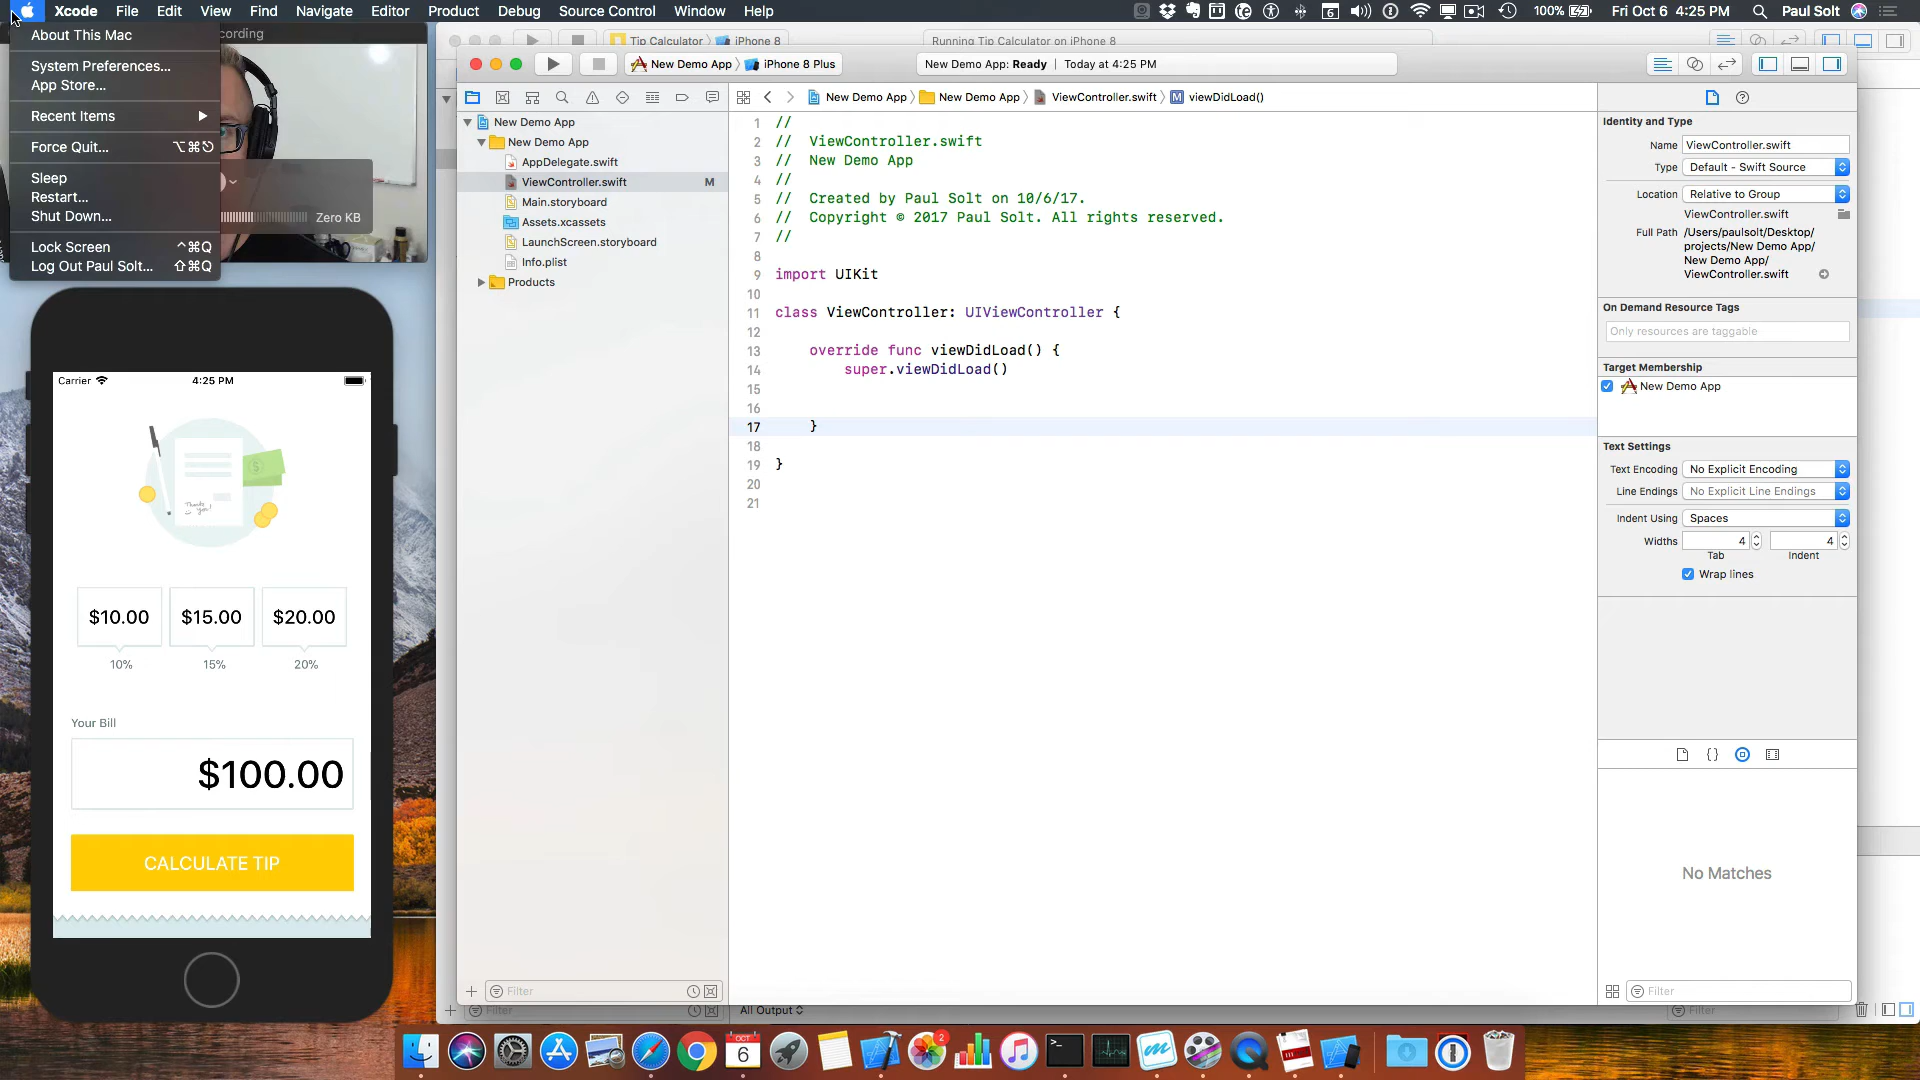 Xcode File Edit View Find Navigate Editor Product Debug Source Control Window Help
6 100% Fri Oct 6 4:25 PM Paul Solt
About This Mac
System Preferences...
App Store...
Recent Items
Force Quit...
Sleep
Restart...
Shut Down...
Lock Screen ^⌘Q
Log Out Paul Solt... ⇧⌘Q
cording
Zero KB
Tip Calculator iPhone 8
Running Tip Calculator on iPhone 8
New Demo App iPhone 8 Plus
New Demo App: Ready | Today at 4:25 PM
New Demo App
New Demo App
AppDelegate.swift
ViewController.swift M
Main.storyboard
Assets.xcassets
LaunchScreen.storyboard
Info.plist
Products
Filter
Filter
New Demo App New Demo App ViewController.swift M viewDidLoad()
1 //
2 // ViewController.swift
3 // New Demo App
4 //
5 // Created by Paul Solt on 10/6/17.
6 // Copyright © 2017 Paul Solt. All rights reserved.
7 //
8
9 import UIKit
10
11 class ViewController: UIViewController {
12
13 override func viewDidLoad() {
14 super.viewDidLoad()
15
16
17 }
18
19 }
20
21
All Output
Identity and Type
Name ViewController.swift
Type Default - Swift Source
Location Relative to Group
ViewController.swift
Full Path /Users/paulsolt/Desktop/
projects/New Demo App/
New Demo App/
ViewController.swift
On Demand Resource Tags
Only resources are taggable
Target Membership
New Demo App
Text Settings
Text Encoding No Explicit Encoding
Line Endings No Explicit Line Endings
Indent Using Spaces
Widths 4 4
Tab Indent
Wrap lines
No Matches
Filter
Filter
Carrier 4:25 PM
Thank you!
$10.00 $15.00 $20.00
10% 15% 20%
Your Bill
$100.00
CALCULATE TIP
OCT
6
2